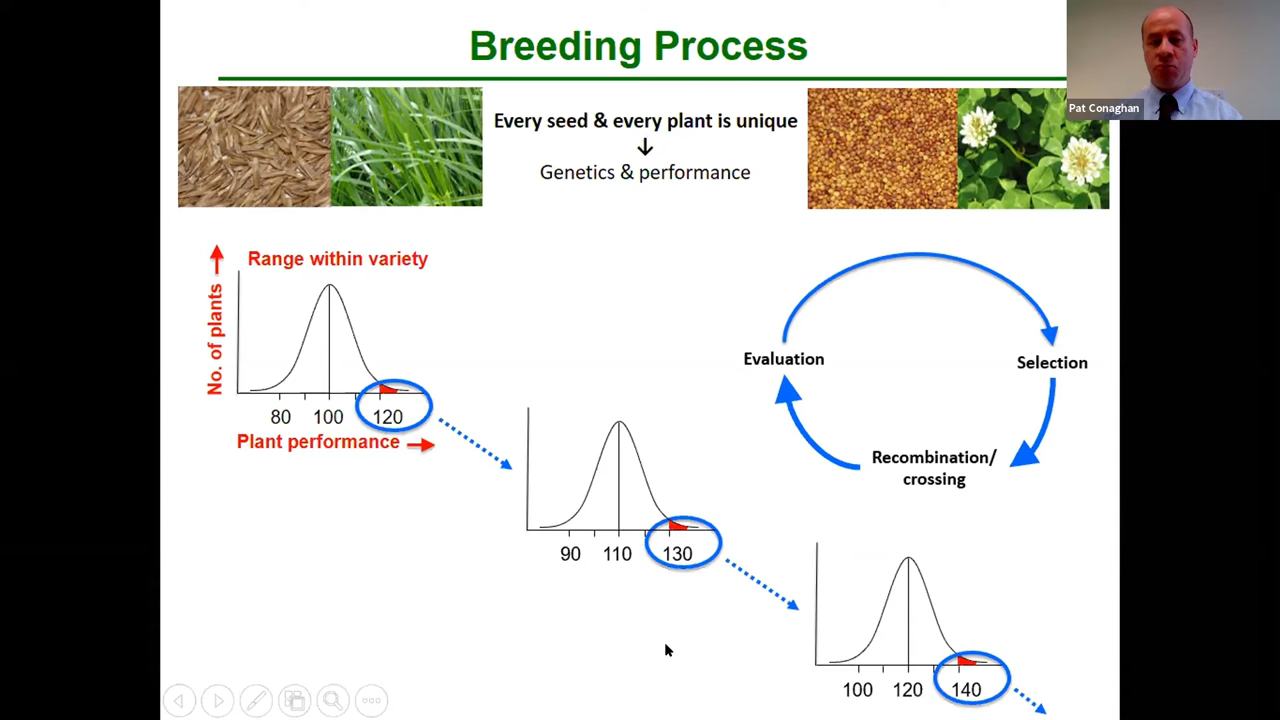 Breeding Process
Pat Conaghan
Every seed & every plant is unique
Genetics & performance
Range within variety
No. of plants
80 100 120
Plant performance
90 110 130
100 120 140
Evaluation
Selection
Recombination/
crossing